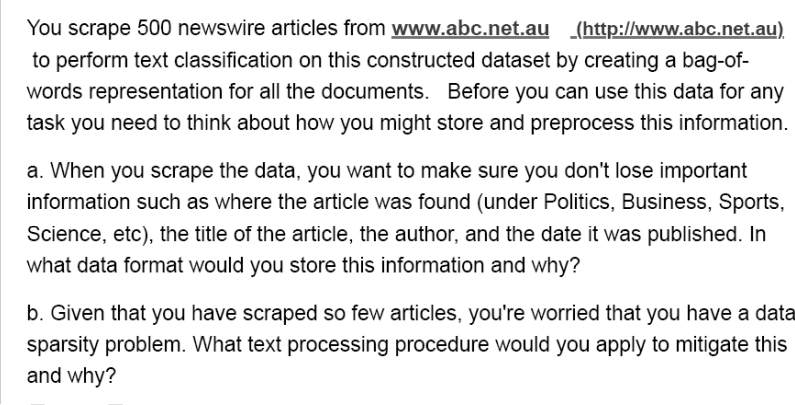 You scrape 500 newswire articles from www.abc.net.au (http://www.abc.net.au)
to perform text classification on this constructed dataset by creating a bag-of-
words representation for all the documents. Before you can use this data for any
task you need to think about how you might store and preprocess this information.
a. When you scrape the data, you want to make sure you don't lose important
information such as where the article was found (under Politics, Business, Sports,
Science, etc), the title of the article, the author, and the date it was published. In
what data format would you store this information and why?
b. Given that you have scraped so few articles, you're worried that you have a data
sparsity problem. What text processing procedure would you apply to mitigate this
and why?